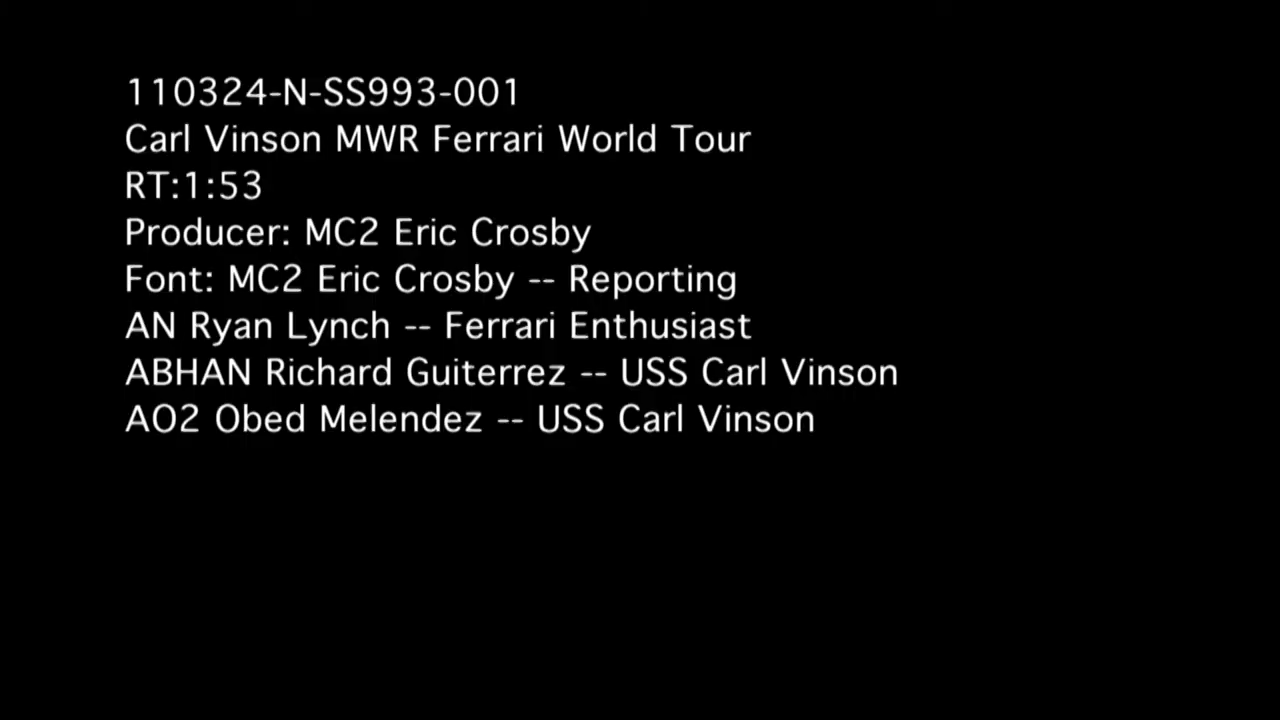 110324-N-SS993-001
Carl Vinson MWR Ferrari World Tour
RT:1:53
Producer: MC2 Eric Crosby
Font: MC2 Eric Crosby -- Reporting
AN Ryan Lynch -- Ferrari Enthusiast
ABHAN Richard Guiterrez -- USS Carl Vinson
AO2 Obed Melendez -- USS Carl Vinson